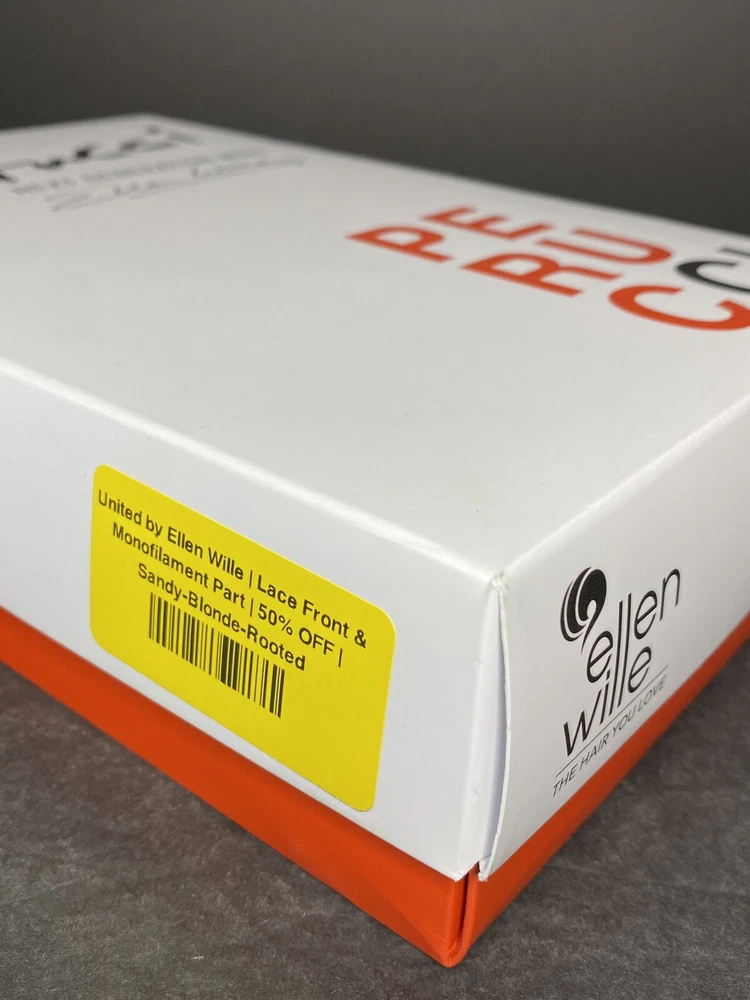 PE
RU
GC
United by Ellen Wille | Lace Front &
Monofilament Part | 50% OFF |
Sandy-Blonde-Rooted
ellen
wille
THE HAIR YOU LOVE